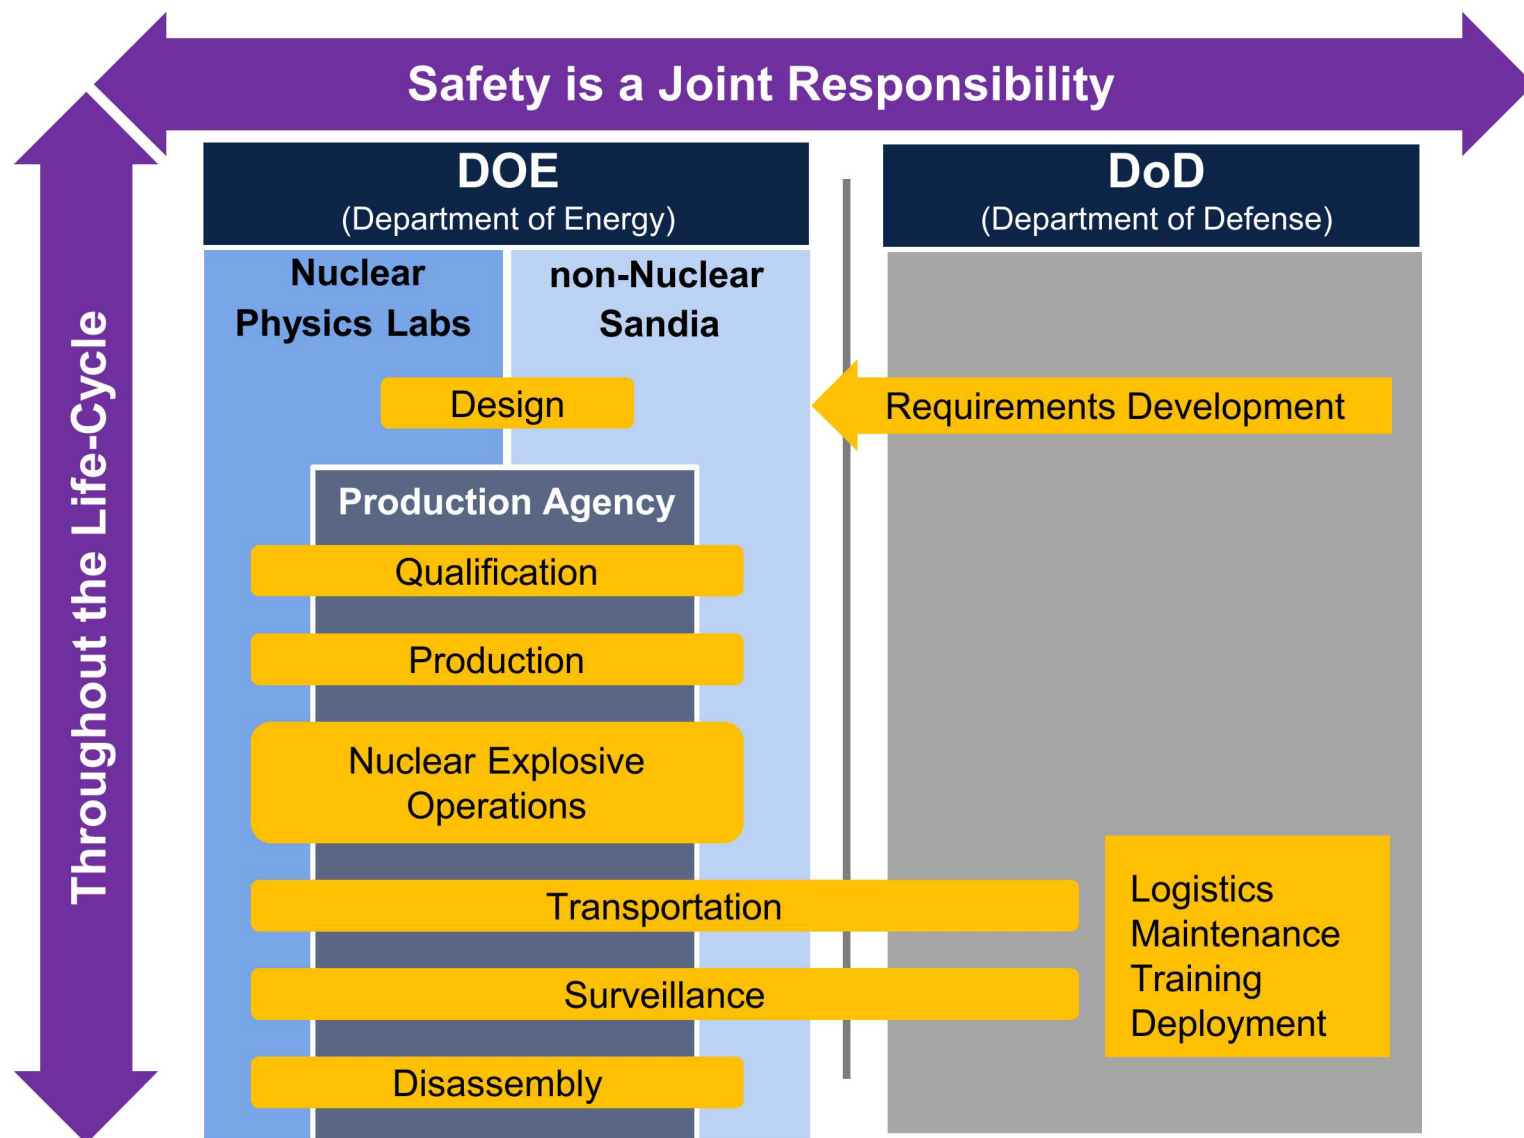 Safety is a Joint Responsibility
Throughout the Life-Cycle
DOE
(Department of Energy)
DoD
(Department of Defense)
Nuclear
Physics Labs
non-Nuclear
Sandia
Design
Requirements Development
Production Agency
Qualification
Production
Nuclear Explosive
Operations
Transportation
Surveillance
Disassembly
Logistics
Maintenance
Training
Deployment